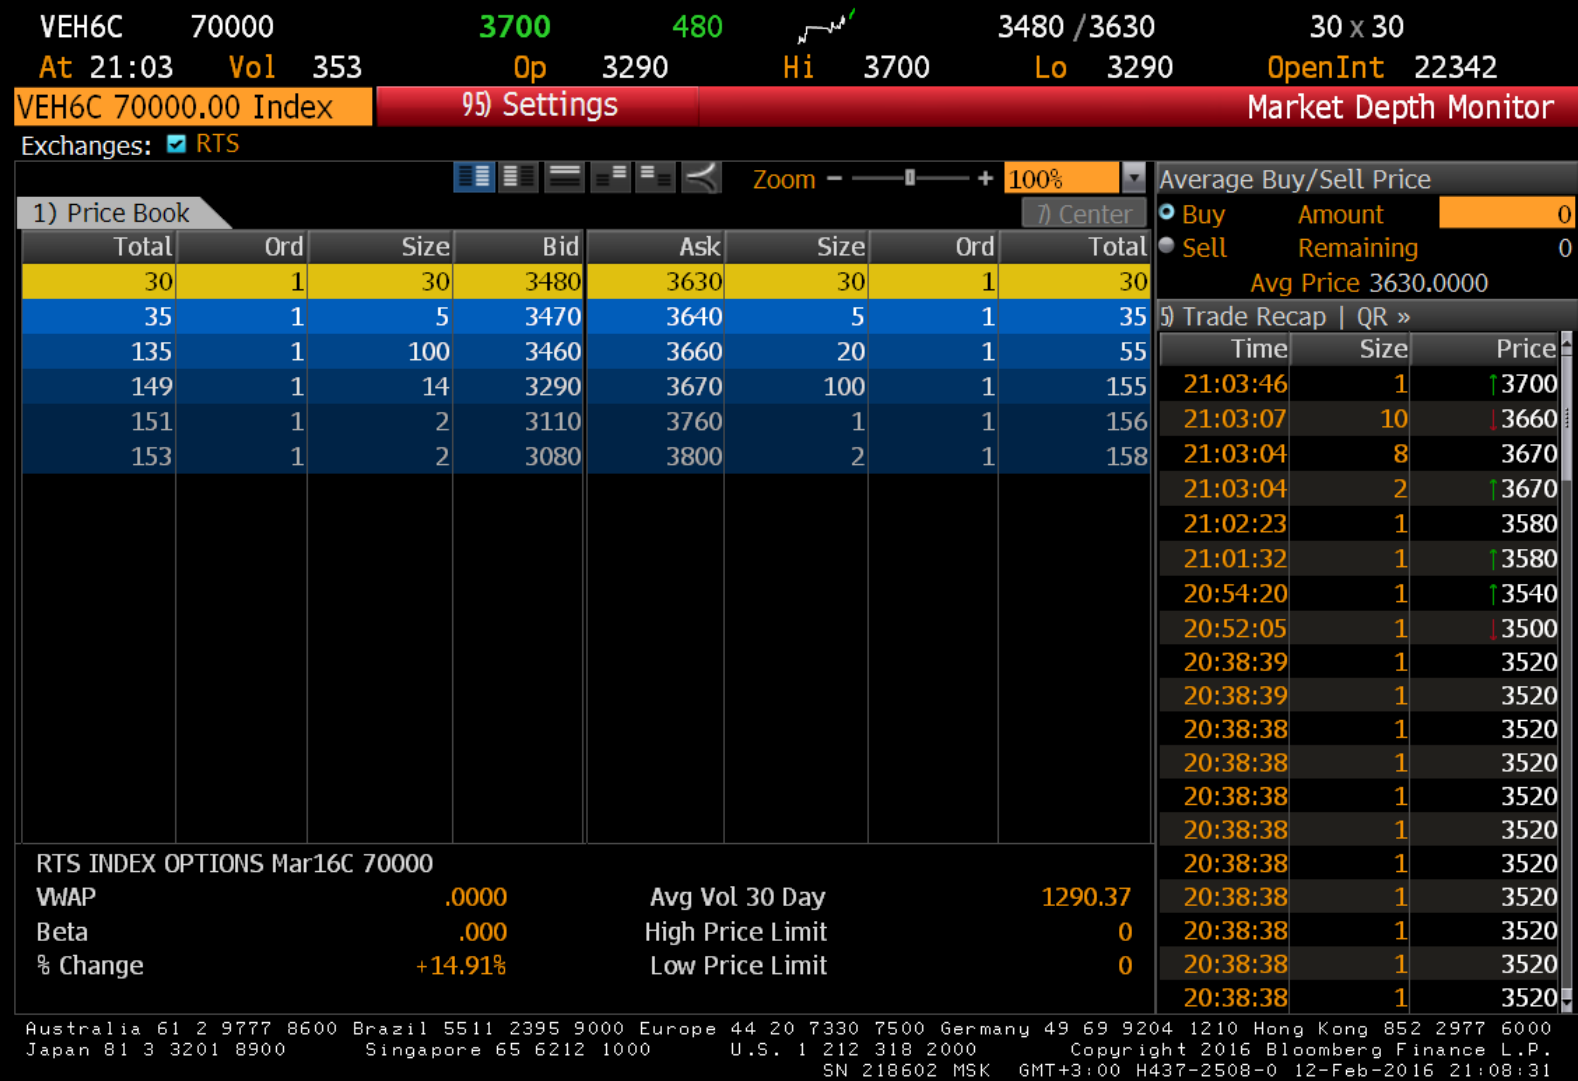 VEH6C 70000 3700 480 3480 /3630 30 x 30
At 21:03 Vol 353 Op 3290 Hi 3700 Lo 3290 OpenInt 22342
VEH6C 70000.00 Index 95) Settings Market Depth Monitor
Exchanges: RTS
Zoom − + 100%
1) Price Book 7) Center
Total Ord Size Bid Ask Size Ord Total
30 1 30 3480 3630 30 1 30
35 1 5 3470 3640 5 1 35
135 1 100 3460 3660 20 1 55
149 1 14 3290 3670 100 1 155
151 1 2 3110 3760 1 1 156
153 1 2 3080 3800 2 1 158
Average Buy/Sell Price
Buy Amount 0
Sell Remaining 0
Avg Price 3630.0000
5) Trade Recap | QR »
Time Size Price
21:03:46 1 ↑3700
21:03:07 10 ↓3660
21:03:04 8 3670
21:03:04 2 ↑3670
21:02:23 1 3580
21:01:32 1 ↑3580
20:54:20 1 ↑3540
20:52:05 1 ↓3500
20:38:39 1 3520
20:38:39 1 3520
20:38:38 1 3520
20:38:38 1 3520
20:38:38 1 3520
20:38:38 1 3520
20:38:38 1 3520
20:38:38 1 3520
20:38:38 1 3520
20:38:38 1 3520
20:38:38 1 3520
RTS INDEX OPTIONS Mar16C 70000
VWAP .0000 Avg Vol 30 Day 1290.37
Beta .000 High Price Limit 0
% Change +14.91% Low Price Limit 0
Australia 61 2 9777 8600 Brazil 5511 2395 9000 Europe 44 20 7330 7500 Germany 49 69 9204 1210 Hong Kong 852 2977 6000
Japan 81 3 3201 8900 Singapore 65 6212 1000 U.S. 1 212 318 2000 Copyright 2016 Bloomberg Finance L.P.
SN 218602 MSK GMT+3:00 H437-2508-0 12-Feb-2016 21:08:31